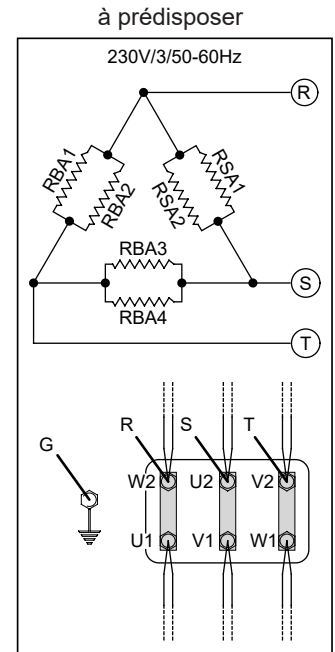 à prédisposer
230V/3/50-60Hz
R
RBA1
RBA2
RSA1
RSA2
RBA3
RBA4
S
T
G
R S T
W2 U2 V2
U1 V1 W1